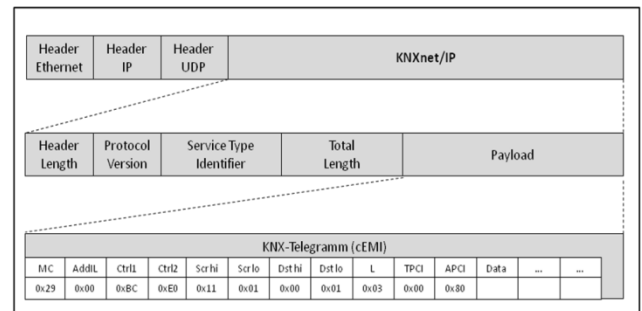 Header Ethernet Header IP Header UDP KNXnet/IP
Header Length Protocol Version Service Type Identifier Total Length Payload
KNX-Telegramm (cEMI)
MC AddIL Ctrl1 Ctrl2 Scr hi Scr lo Dst hi Dst lo L TPCI APCI Data ... ...
0x29 0x00 0xBC 0xE0 0x11 0x01 0x00 0x01 0x03 0x00 0x80